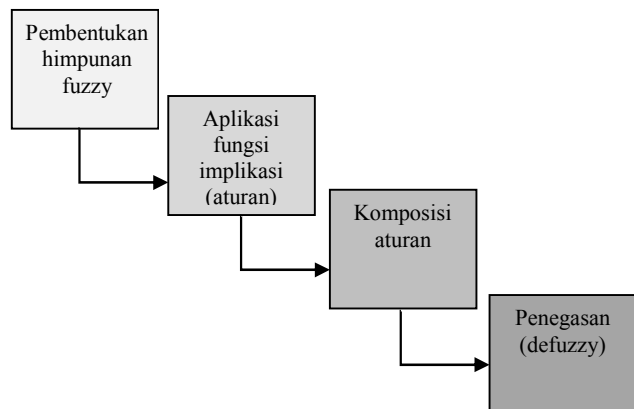 Pembentukan
himpunan
fuzzy
Aplikasi
fungsi
implikasi
(aturan)
Komposisi
aturan
Penegasan
(defuzzy)